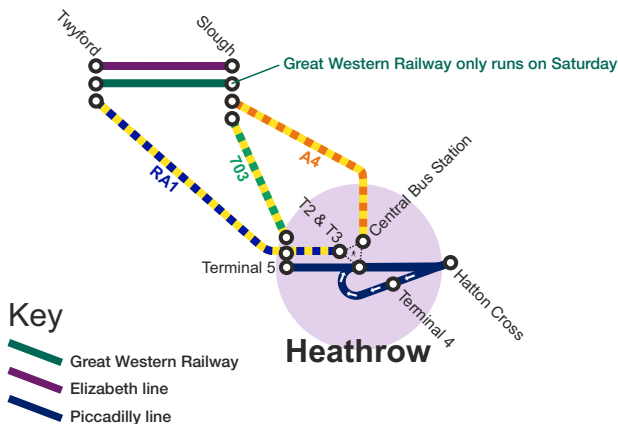 Twyford
Slough
Great Western Railway only runs on Saturday
RA1
703
A4
T2 & T3
Central Bus Station
Terminal 5
Hatton Cross
Terminal 4
Heathrow
Key
Great Western Railway
Elizabeth line
Piccadilly line